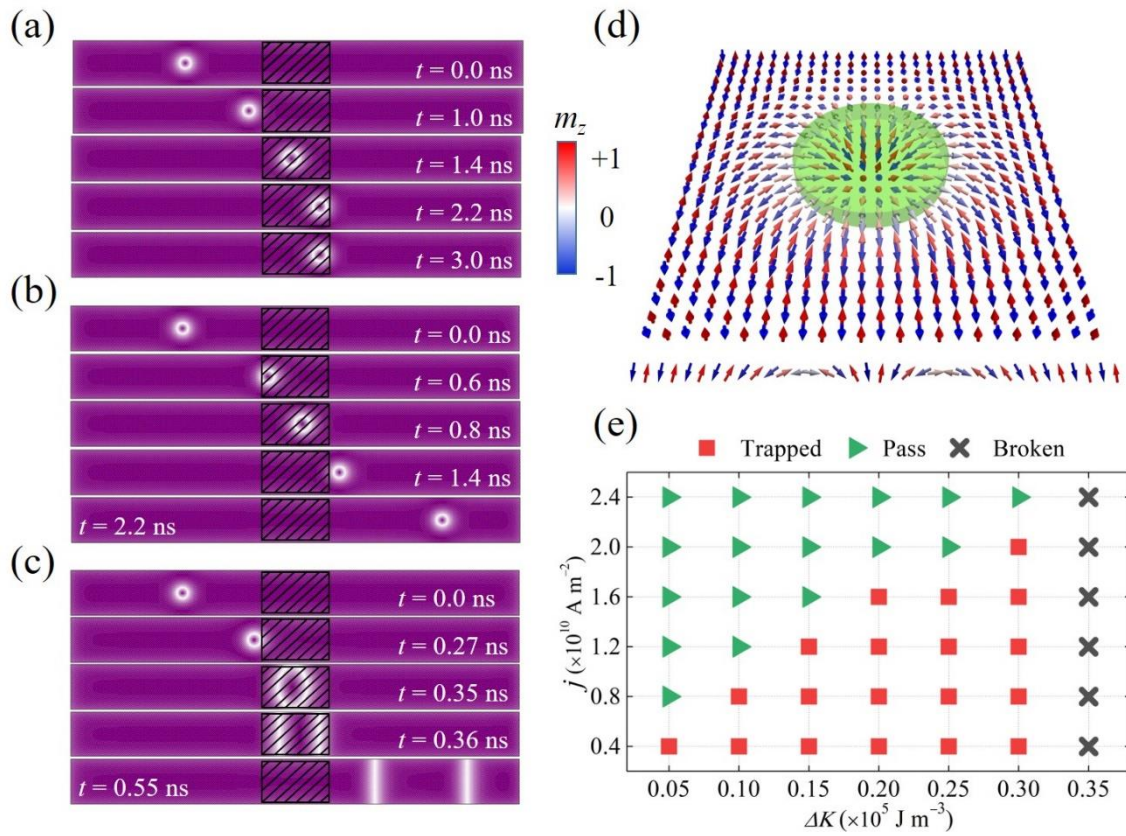 (a)
t = 0.0 ns
t = 1.0 ns
t = 1.4 ns
t = 2.2 ns
t = 3.0 ns
(b)
t = 0.0 ns
t = 0.6 ns
t = 0.8 ns
t = 1.4 ns
t = 2.2 ns
(c)
t = 0.0 ns
t = 0.27 ns
t = 0.35 ns
t = 0.36 ns
t = 0.55 ns
(d)
m_z
+1
0
-1
(e)
Trapped Pass Broken
j (×10¹⁰ A m⁻²)
2.4
2.0
1.6
1.2
0.8
0.4
0.05 0.10 0.15 0.20 0.25 0.30 0.35
ΔK (×10⁵ J m⁻³)